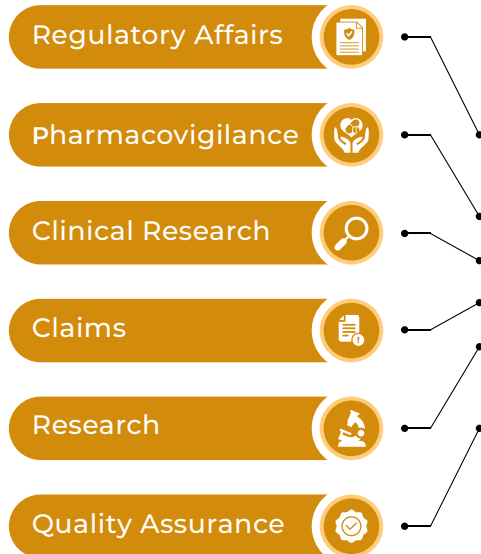 Regulatory Affairs
Pharmacovigilance
Clinical Research
Claims
Research
Quality Assurance